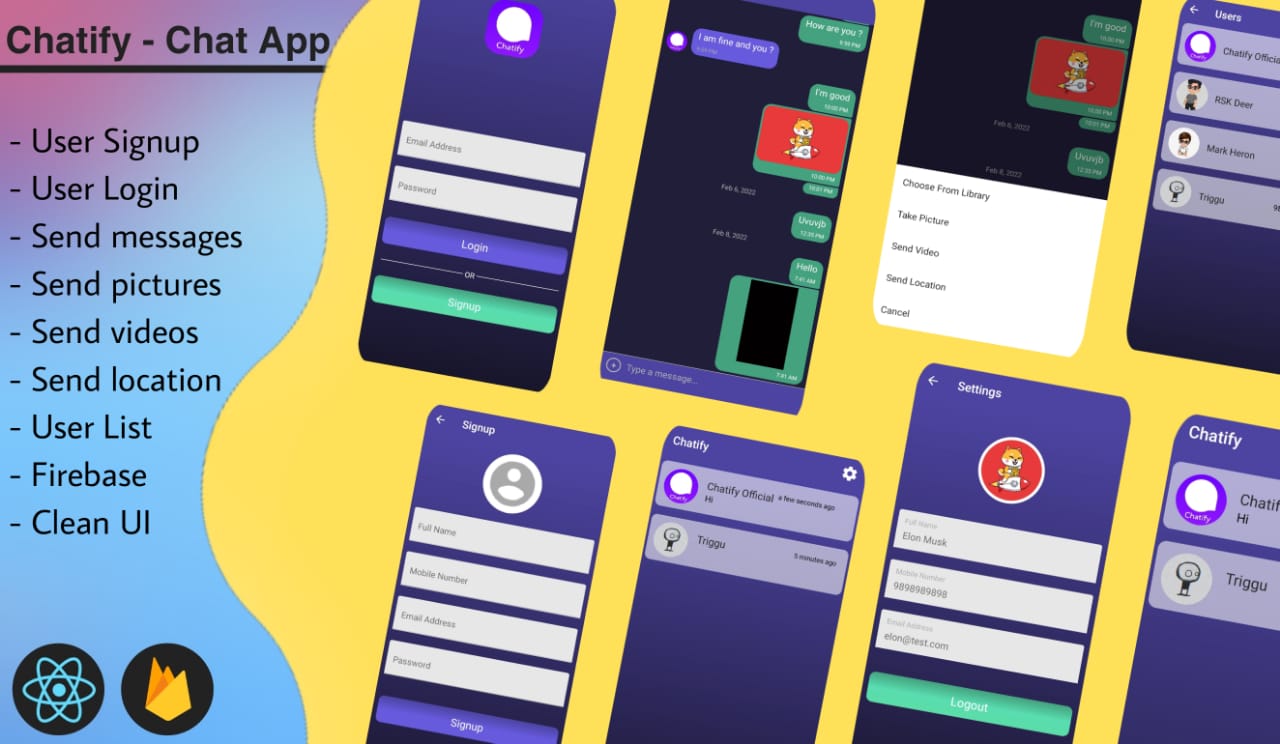 Chatify - Chat App
- User Signup
- User Login
- Send messages
- Send pictures
- Send videos
- Send location
- User List
- Firebase
- Clean UI
Chatify
Email Address
Password
Login
OR
Signup
How are you ?
9:59 PM
I am fine and you ?
9:59 PM
I'm good
10:00 PM
10:00 PM
Feb 6, 2022
10:01 PM
Uvuvjb
12:35 PM
Feb 8, 2022
Hello
7:41 AM
7:41 AM
Type a message...
I'm good
10:00 PM
10:00 PM
Feb 6, 2022
10:01 PM
Uvuvjb
12:35 PM
Feb 8, 2022
Choose From Library
Take Picture
Send Video
Send Location
Cancel
Users
Chatify Official
RSK Deer
Mark Heron
Triggu
Signup
Full Name
Mobile Number
Email Address
Password
Signup
Chatify
Chatify
Chatify Official
a few seconds ago
Hi
Triggu
5 minutes ago
Settings
Full Name
Elon Musk
Mobile Number
9898989898
Email Address
elon@test.com
Logout
Chatify
Chatify
Chatif
Hi
Triggu